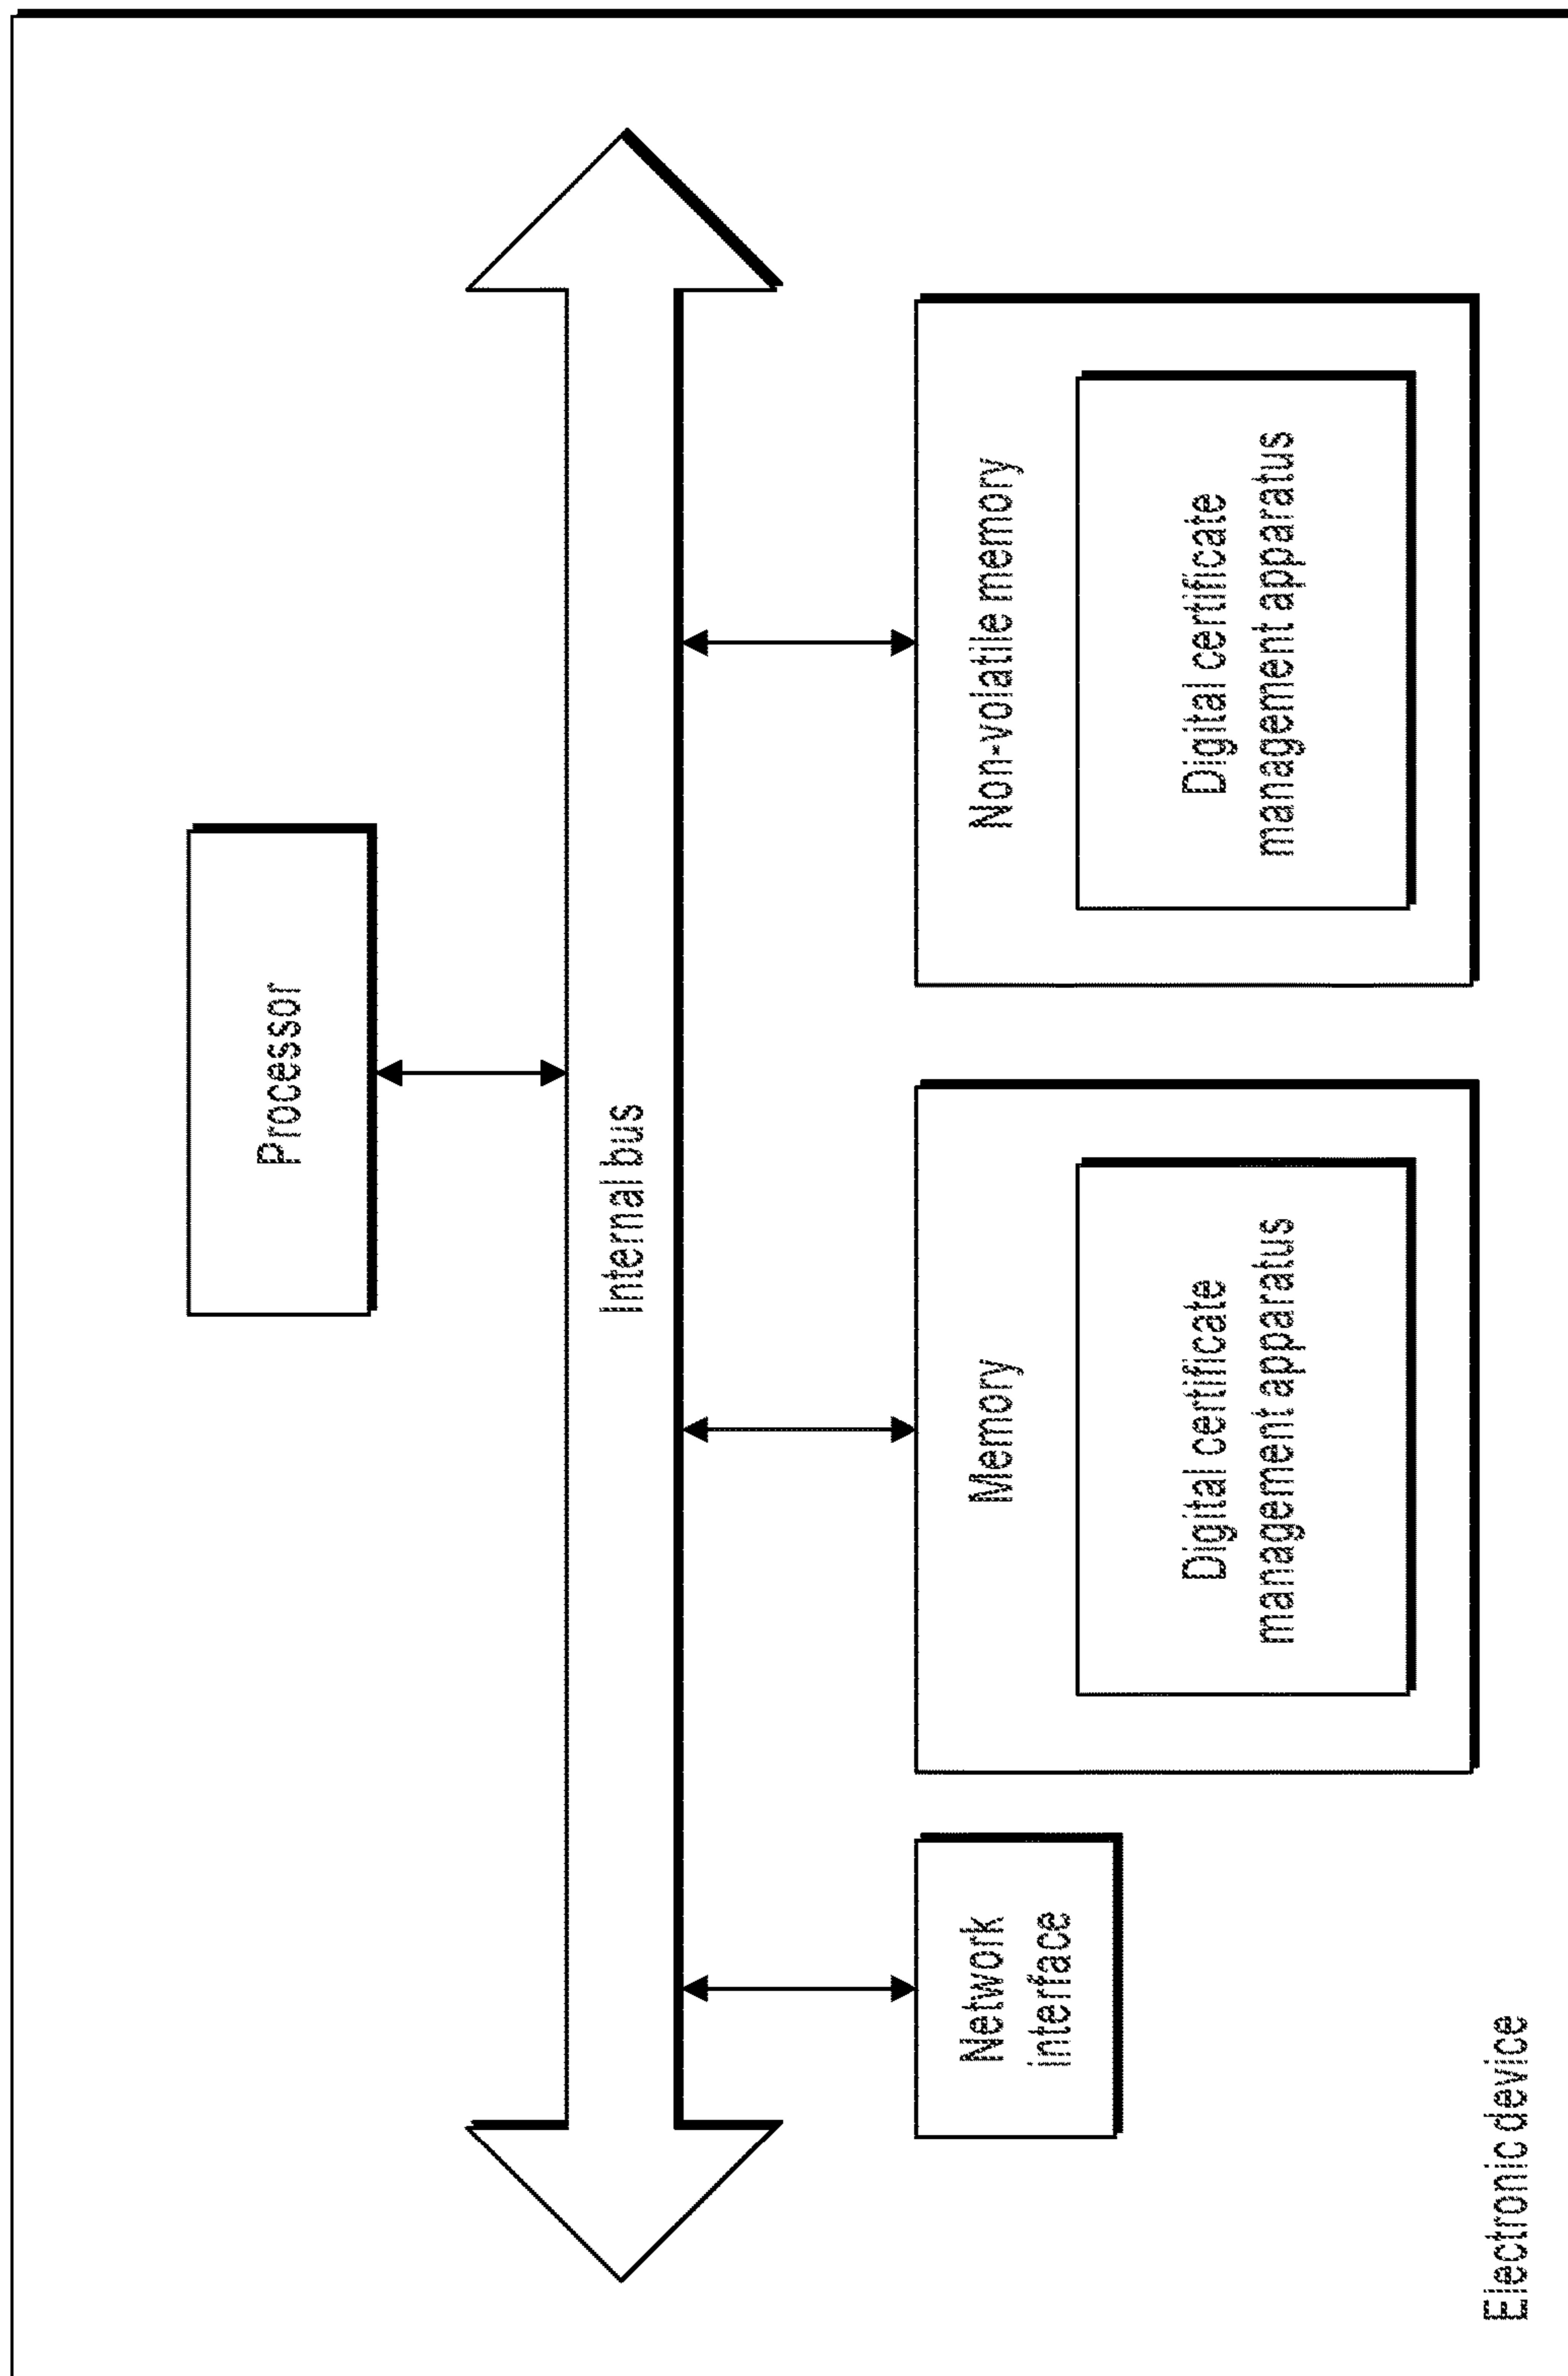 Processor
Internal bus
Network
interface
Memory
Digital certificate
management apparatus
Non-volatile memory
Digital certificate
management apparatus
Electronic device